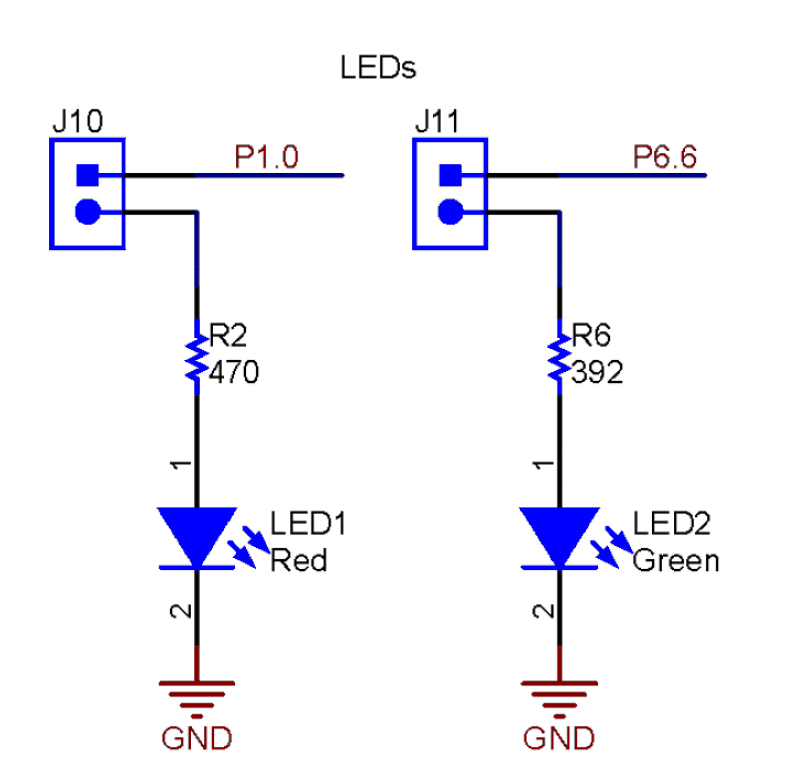 LEDs
J10
P1.0
R2
470
1
LED1
Red
2
GND
J11
P6.6
R6
392
1
LED2
Green
2
GND